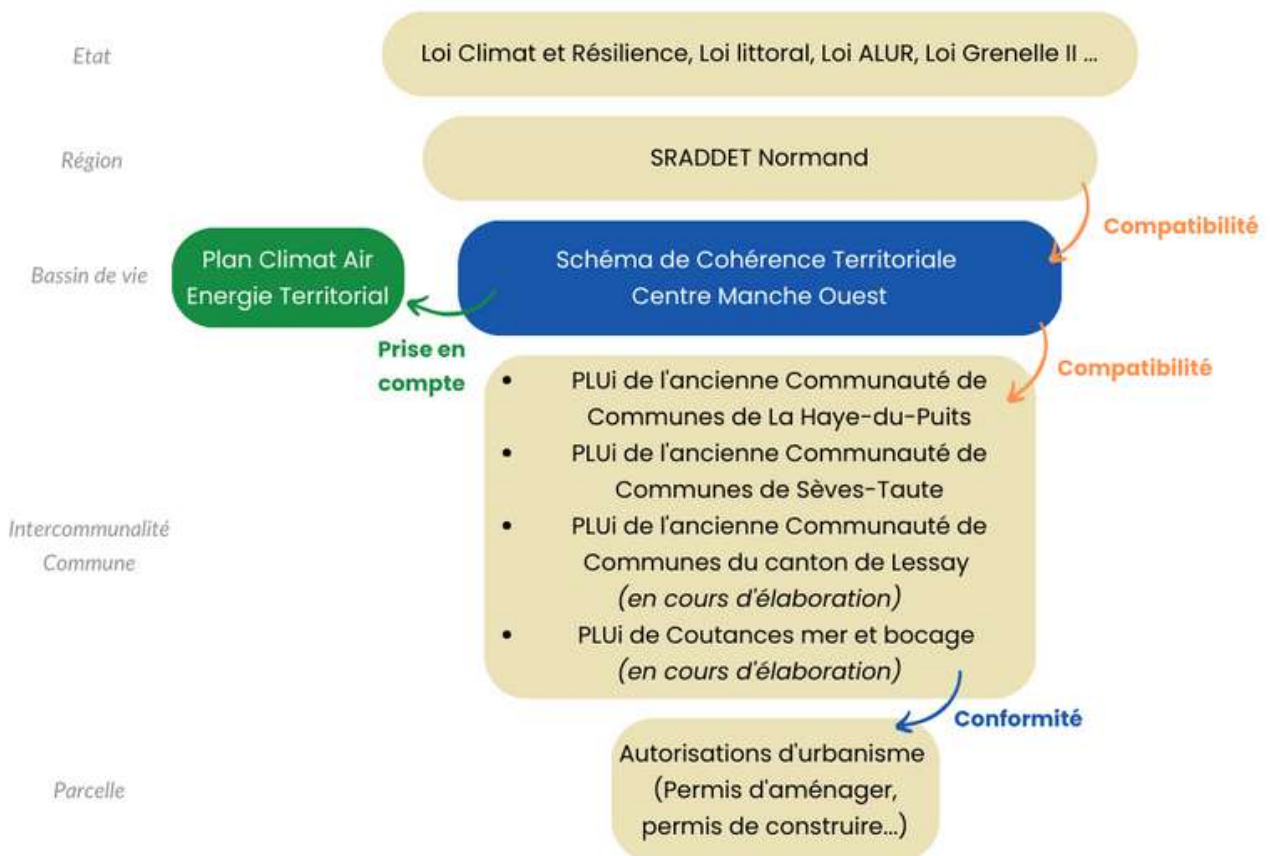 Etat
Loi Climat et Résilience, Loi littoral, Loi ALUR, Loi Grenelle II ...
Région
SRADDET Normand
Compatibilité
Bassin de vie
Plan Climat Air
Energie Territorial
Schéma de Cohérence Territoriale
Centre Manche Ouest
Prise en
compte
Compatibilité
Intercommunalité
Commune
• PLUi de l'ancienne Communauté de
Communes de La Haye-du-Puits
• PLUi de l'ancienne Communauté de
Communes de Sèves-Taute
• PLUi de l'ancienne Communauté de
Communes du canton de Lessay
(en cours d'élaboration)
• PLUi de Coutances mer et bocage
(en cours d'élaboration)
Conformité
Parcelle
Autorisations d'urbanisme
(Permis d'aménager,
permis de construire...)